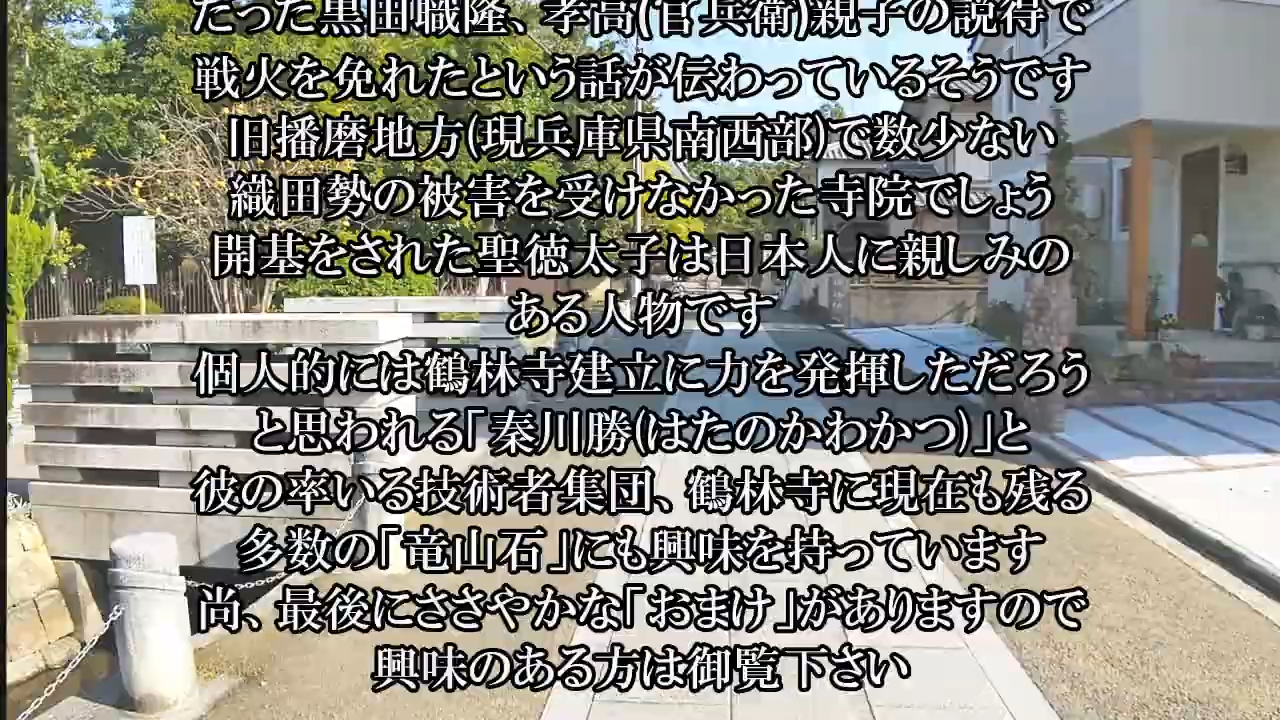 だった黒田職隆、孝高(官兵衛)親子の説得で
戦火を免れたという話が伝わっているそうです
旧播磨地方(現兵庫県南西部)で数少ない
織田勢の被害を受けなかった寺院でしょう
開基をされた聖徳太子は日本人に親しみの
ある人物です
個人的には鶴林寺建立に力を発揮しただろう
と思われる「秦川勝(はたのかわかつ)」と
彼の率いる技術者集団、鶴林寺に現在も残る
多数の「竜山石」にも興味を持っています
尚、最後にささやかな「おまけ」がありますので
興味のある方は御覧下さい